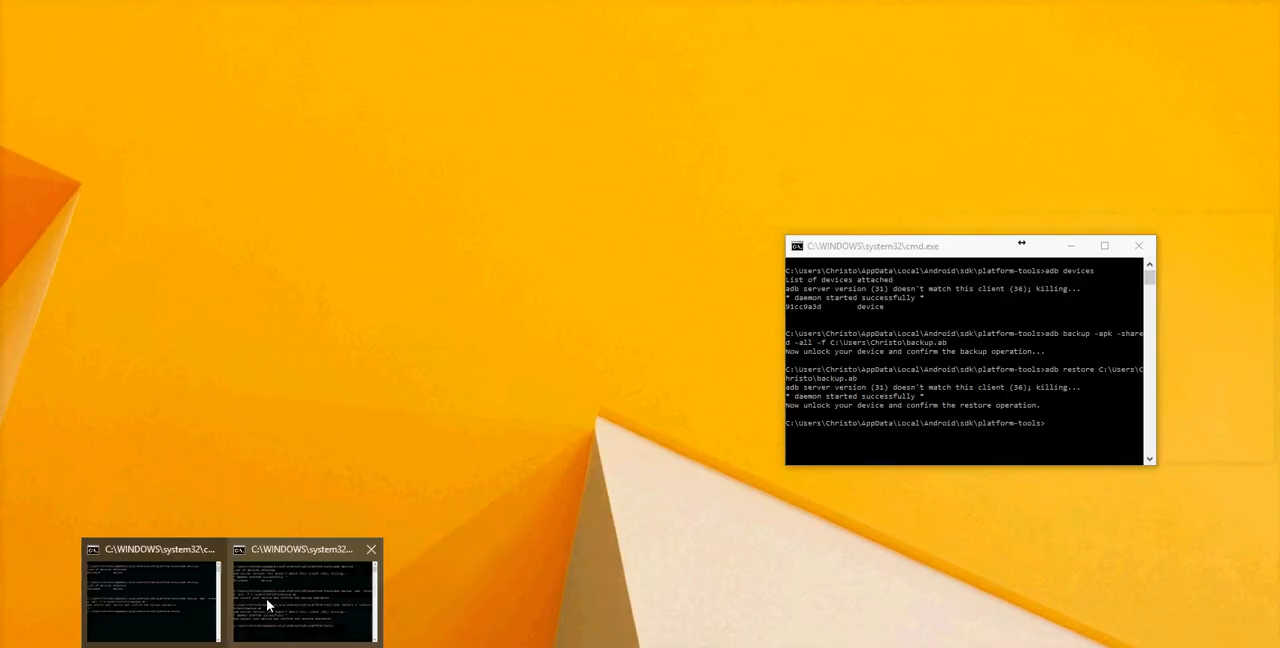 C:\WINDOWS\system32\cmd.exe
C:\Users\Christo\AppData\Local\Android\sdk\platform-tools>adb devices
List of devices attached
adb server version (31) doesn't match this client (36); killing...
* daemon started successfully *
91cc9a3d device
C:\Users\Christo\AppData\Local\Android\sdk\platform-tools>adb backup -apk -share
d -all -f C:\Users\Christo\backup.ab
Now unlock your device and confirm the backup operation...
C:\Users\Christo\AppData\Local\Android\sdk\platform-tools>adb restore C:\Users\C
hristo\backup.ab
adb server version (31) doesn't match this client (36); killing...
* daemon started successfully *
Now unlock your device and confirm the restore operation.
C:\Users\Christo\AppData\Local\Android\sdk\platform-tools>
C:\WINDOWS\system32\c...
C:\WINDOWS\system32...